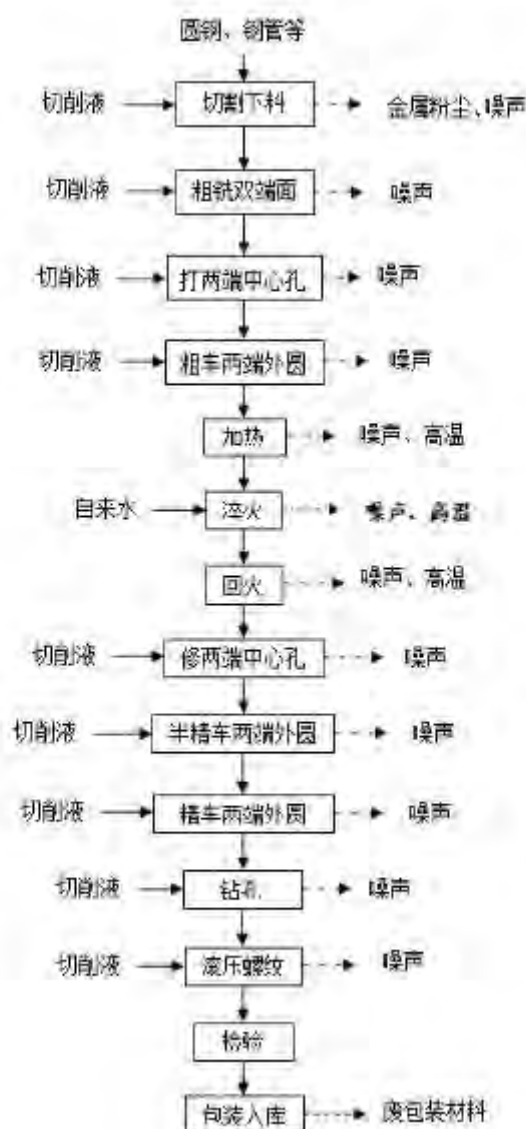 圆钢、钢管等
切削液 切割下料 金属粉尘、噪声
切削液 粗铣双端面 噪声
切削液 打两端中心孔 噪声
切削液 粗车两端外圆 噪声
加热 噪声、高温
自来水 淬火 噪声、高温
回火 噪声、高温
切削液 修两端中心孔 噪声
切削液 半精车两端外圆 噪声
切削液 精车两端外圆 噪声
切削液 钻孔 噪声
切削液 滚压螺纹 噪声
检验
包装入库 废包装材料